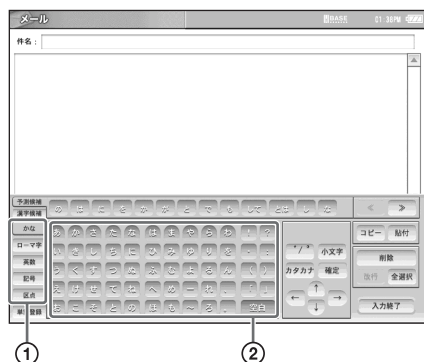 メール BASE 01:38PM
件名:
予測候補
漢字候補
の は に を か が と で も して とは し な ≪ ≫
かな
ローマ字
英数
記号
区点
単語登録
あ か さ た な は ま や ら わ ! ?
い き し ち に ひ み ゆ り を
う く す つ ぬ ふ む よ る ん ( )
え け せ て ね へ め ー れ 、
お こ そ と の ほ も ~ ろ 。 空白
゛/゜ 小文字
カタカナ 確定
← ↑ ↓ →
コピー 貼付
削除
改行 全選択
入力終了
① ②